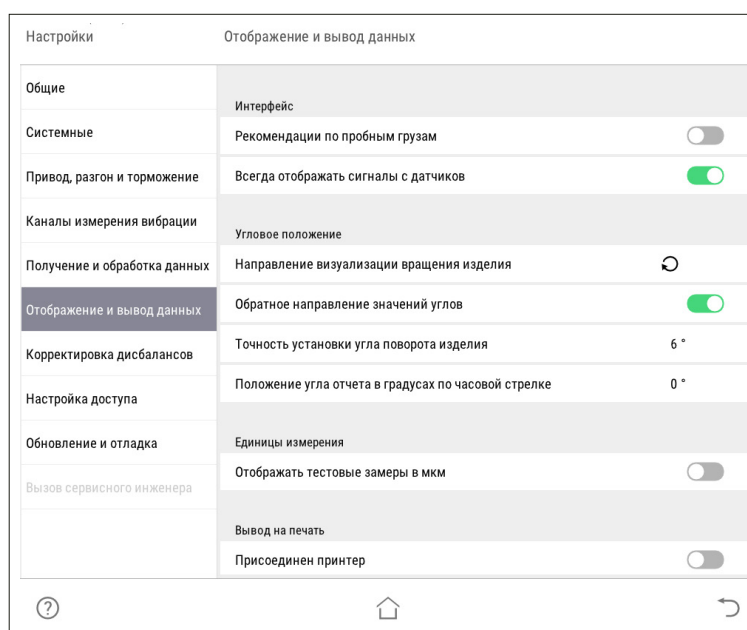 Настройки
Отображение и вывод данных
Общие
Системные
Привод, разгон и торможение
Каналы измерения вибрации
Получение и обработка данных
Отображение и вывод данных
Корректировка дисбалансов
Настройка доступа
Обновление и отладка
Вызов сервисного инженера
Интерфейс
Рекомендации по пробным грузам
Всегда отображать сигналы с датчиков
Угловое положение
Направление визуализации вращения изделия
Обратное направление значений углов
Точность установки угла поворота изделия 6 °
Положение угла отчета в градусах по часовой стрелке 0 °
Единицы измерения
Отображать тестовые замеры в мкм
Вывод на печать
Присоединен принтер
?